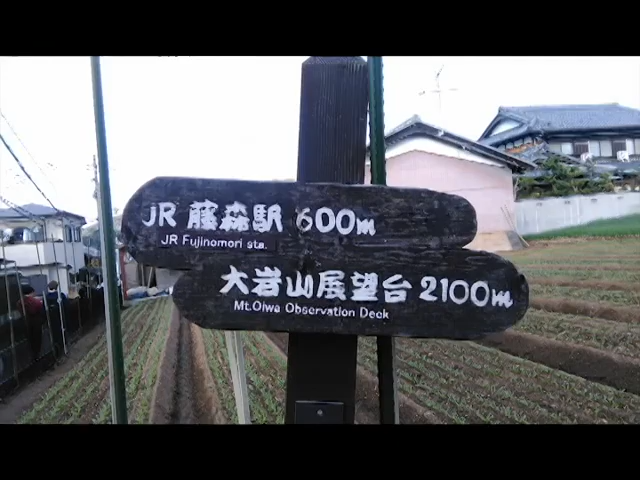 JR 藤森駅 600m
JR Fujinomori sta.
大岩山展望台 2100m
Mt.Oiwa Observation Deck